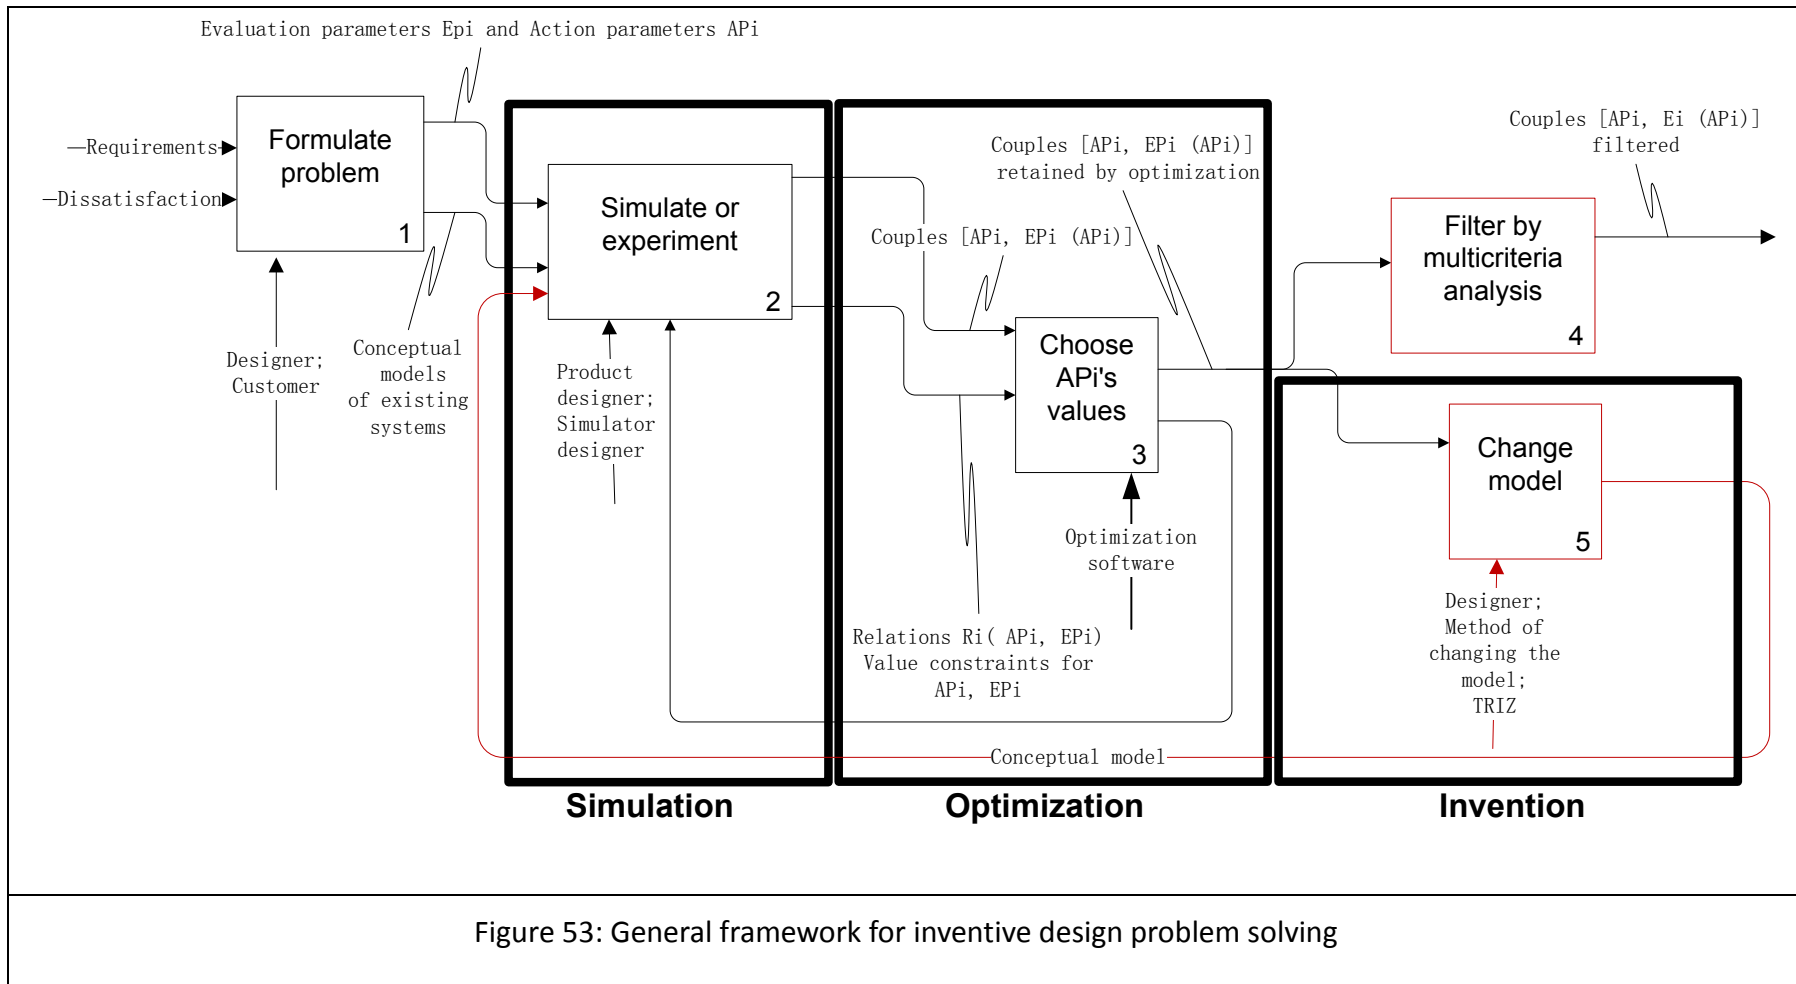 Evaluation parameters Epi and Action parameters APi
Requirements
Dissatisfaction
Formulate
problem
1
Designer;
Customer
Conceptual
models
of existing
systems
Simulate or
experiment
2
Product
designer;
Simulator
designer
Couples [APi, EPi (APi)]
Couples [APi, EPi (APi)]
retained by optimization
Choose
APi's
values
3
Optimization
software
Relations Ri( APi, EPi)
Value constraints for
APi, EPi
Couples [APi, Ei (APi)]
filtered
Filter by
multicriteria
analysis
4
Change
model
5
Designer;
Method of
changing the
model;
TRIZ
Conceptual model
Simulation
Optimization
Invention
Figure 53: General framework for inventive design problem solving